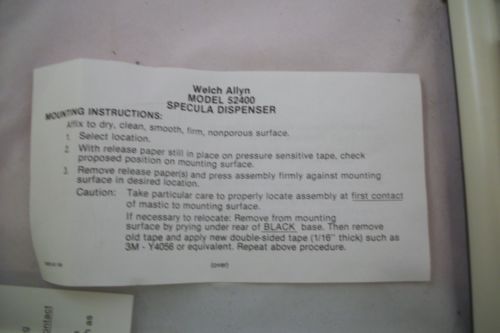 Welch Allyn
MODEL 52400
SPECULA DISPENSER
MOUNTING INSTRUCTIONS:
Affix to dry, clean, smooth, firm, nonporous surface.
1. Select location.
2. With release paper still in place on pressure sensitive tape, check
proposed position on mounting surface.
3. Remove release paper(s) and press assembly firmly against mounting
surface in desired location.
Caution: Take particular care to properly locate assembly at first contact
of mastic to mounting surface.
If necessary to relocate: Remove from mounting
surface by prying under rear of BLACK base. Then remove
old tape and apply new double-sided tape (1/16" thick) such as
3M - Y4056 or equivalent. Repeat above procedure.
(over)
contact
as